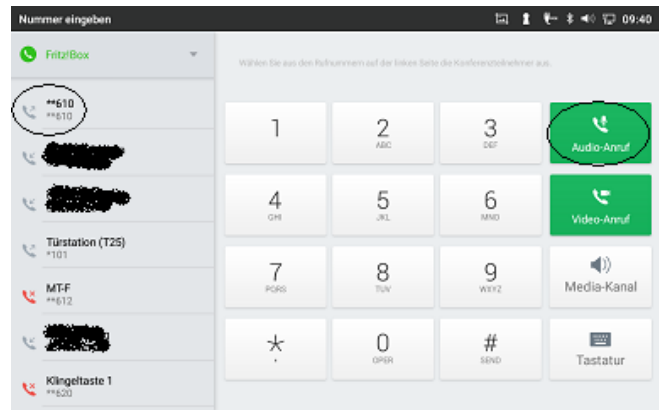 Nummer eingeben
09:40
Fritz!Box
Wählen Sie aus den Rufnummern auf der linken Seite die Konferenzteilnehmer aus.
**610
**610
Türstation (T25)
*101
MT-F
**612
Klingeltaste 1
**620
1
2
ABC
3
DEF
Audio-Anruf
4
GHI
5
JKL
6
MNO
Video-Anruf
7
PQRS
8
TUV
9
WXYZ
Media-Kanal
*
.
0
OPER
#
SEND
Tastatur